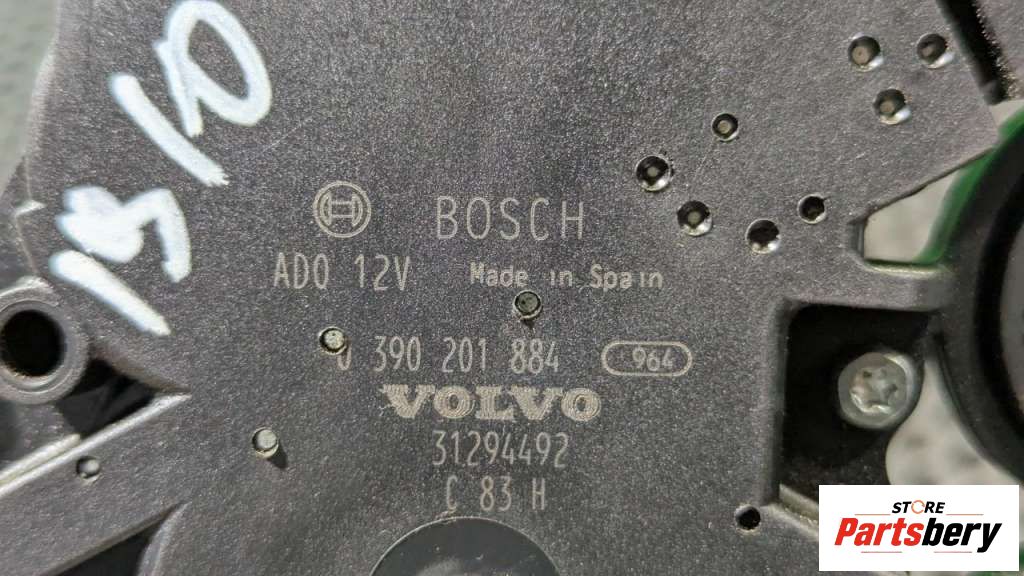 1310
BOSCH
ADO 12V Made in Spain
0 390 201 884 964
VOLVO
31294492
C 83 H
STORE
Partsbery